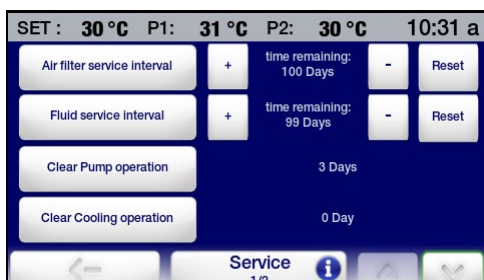 SET : 30 °C P1: 31 °C P2: 30 °C 10:31 a
Air filter service interval + time remaining: - Reset
100 Days
Fluid service interval + time remaining: - Reset
99 Days
Clear Pump operation 3 Days
Clear Cooling operation 0 Day
Service